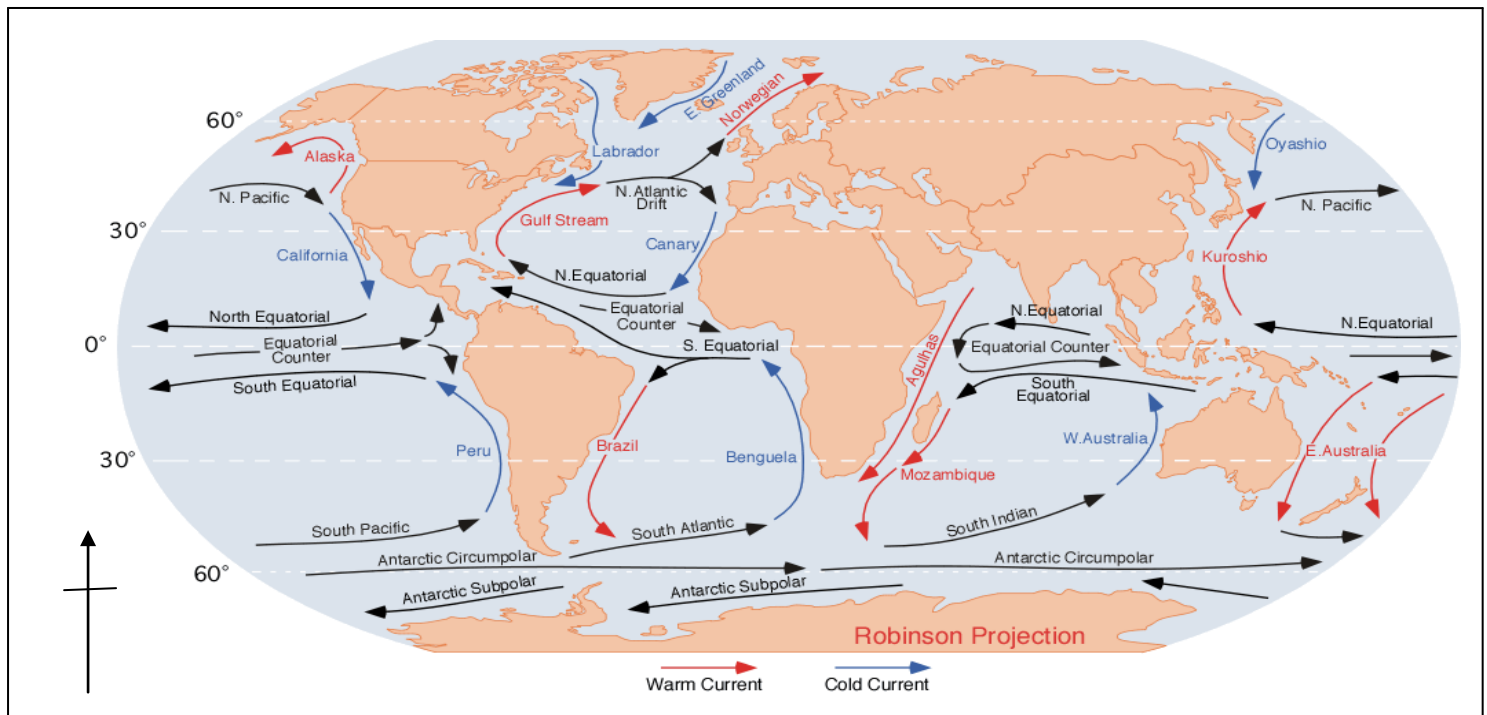 60°
E. Greenland
Norwegian
Labrador
Oyashio
Alaska
N. Pacific
N. Atlantic
Drift
N. Pacific
30°
Gulf Stream
Canary
California
Kuroshio
N.Equatorial
North Equatorial
Equatorial
Counter
N.Equatorial
N.Equatorial
0°
Equatorial
Counter
S. Equatorial
Equatorial Counter
Agulhas
South Equatorial
South
Equatorial
Peru
Brazil
Benguela
W.Australia
E.Australia
30°
Mozambique
South Pacific
South Atlantic
South Indian
Antarctic Circumpolar
Antarctic Circumpolar
60°
Antarctic Subpolar
Antarctic Subpolar
Robinson Projection
Warm Current
Cold Current